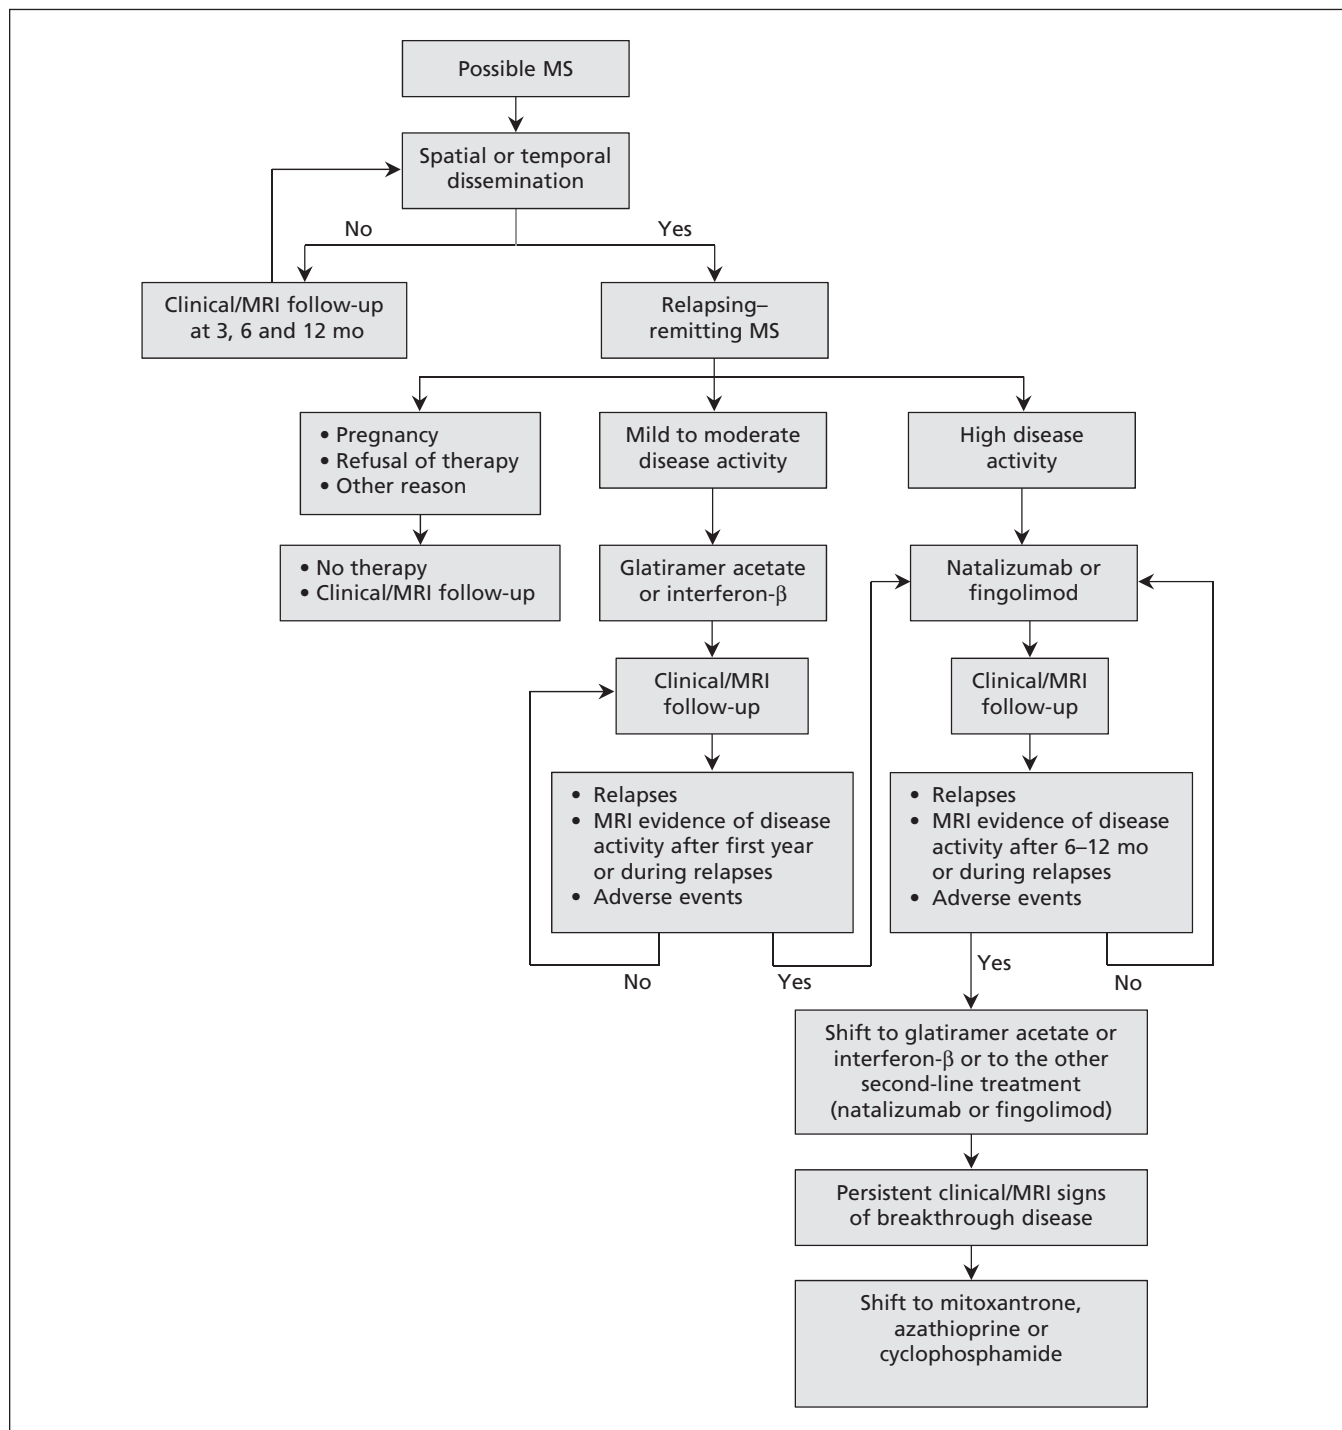 Possible MS
Spatial or temporal
dissemination
No
Yes
Clinical/MRI follow-up
at 3, 6 and 12 mo
Relapsing–
remitting MS
• Pregnancy
• Refusal of therapy
• Other reason
Mild to moderate
disease activity
High disease
activity
• No therapy
• Clinical/MRI follow-up
Glatiramer acetate
or interferon-β
Natalizumab or
fingolimod
Clinical/MRI
follow-up
Clinical/MRI
follow-up
• Relapses
• MRI evidence of disease
activity after first year
or during relapses
• Adverse events
• Relapses
• MRI evidence of disease
activity after 6–12 mo
or during relapses
• Adverse events
No
Yes
Yes
No
Shift to glatiramer acetate or
interferon-β or to the other
second-line treatment
(natalizumab or fingolimod)
Persistent clinical/MRI signs
of breakthrough disease
Shift to mitoxantrone,
azathioprine or
cyclophosphamide